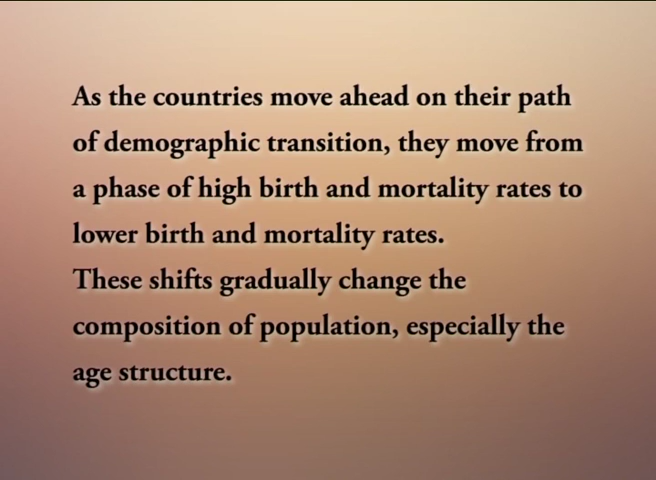 As the countries move ahead on their path
of demographic transition, they move from
a phase of high birth and mortality rates to
lower birth and mortality rates.
These shifts gradually change the
composition of population, especially the
age structure.